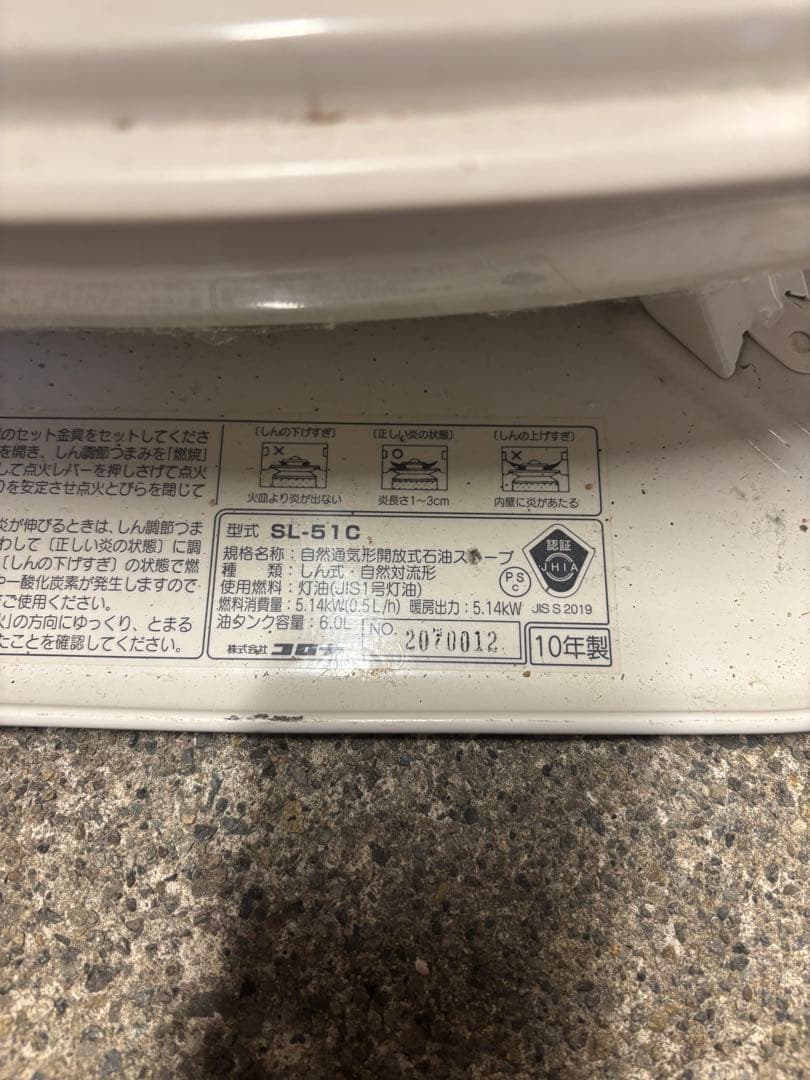 のセット金具をセットしてくださ
を開き、しん調節つまみを「燃焼」
して点火レバーを押しさげて点火
りを安定させ点火とびらを閉じて
炎が伸びるときは、しん調節つま
わして〔正しい炎の状態〕に調
〔しんの下げすぎ〕の状態で燃
や一酸化炭素が発生しますので
ご使用ください。
」の方向にゆっくり、とまる
たことを確認してください。
〔しんの下げすぎ〕
火皿より炎が出ない
〔正しい炎の状態〕
炎長さ1~3cm
〔しんの上げすぎ〕
内壁に炎があたる
型式 SL-51C
規格名称:自然通気形開放式石油ストーブ
種 類:しん式・自然対流形
使用燃料:灯油(JIS1号灯油)
燃料消費量:5.14kW(0.5L/h) 暖房出力:5.14kW
油タンク容量:6.0L
NO. 2070012
株式会社 コロナ
PS
C
認証
JHIA
JIS S 2019
10年製